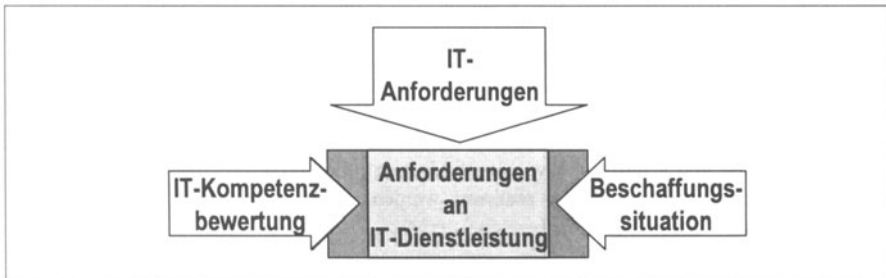 IT-
Anforderungen
IT-Kompetenz-
bewertung
Anforderungen
an
IT-Dienstleistung
Beschaffungs-
situation